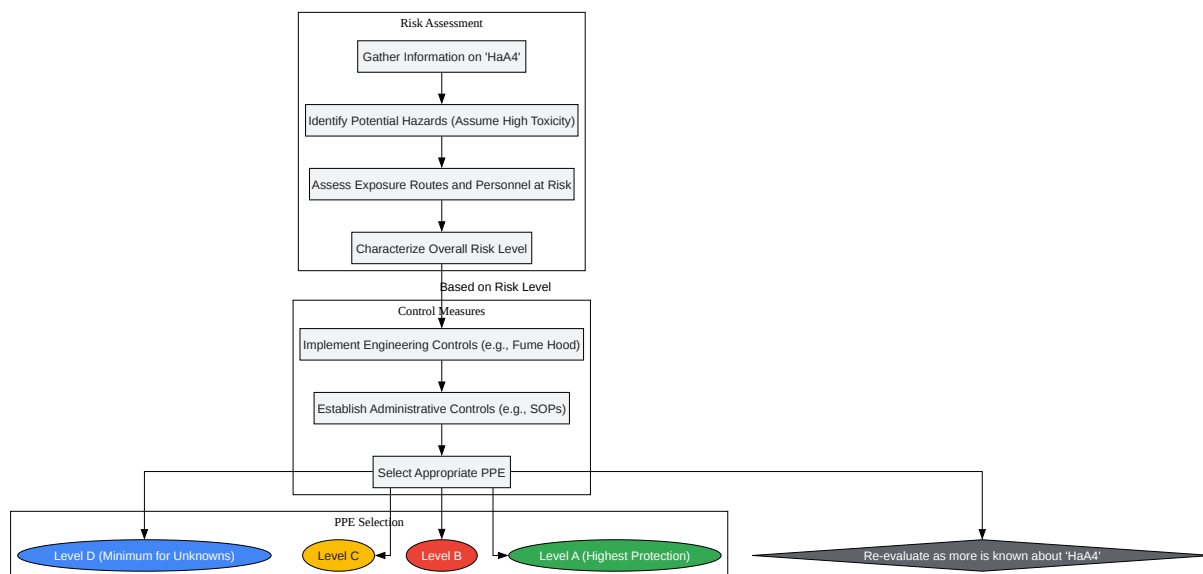 Risk Assessment
Gather Information on 'HaA4'
Identify Potential Hazards (Assume High Toxicity)
Assess Exposure Routes and Personnel at Risk
Characterize Overall Risk Level
Based on Risk Level
Control Measures
Implement Engineering Controls (e.g., Fume Hood)
Establish Administrative Controls (e.g., SOPs)
Select Appropriate PPE
PPE Selection
Level D (Minimum for Unknowns)
Level C
Level B
Level A (Highest Protection)
Re-evaluate as more is known about 'HaA4'